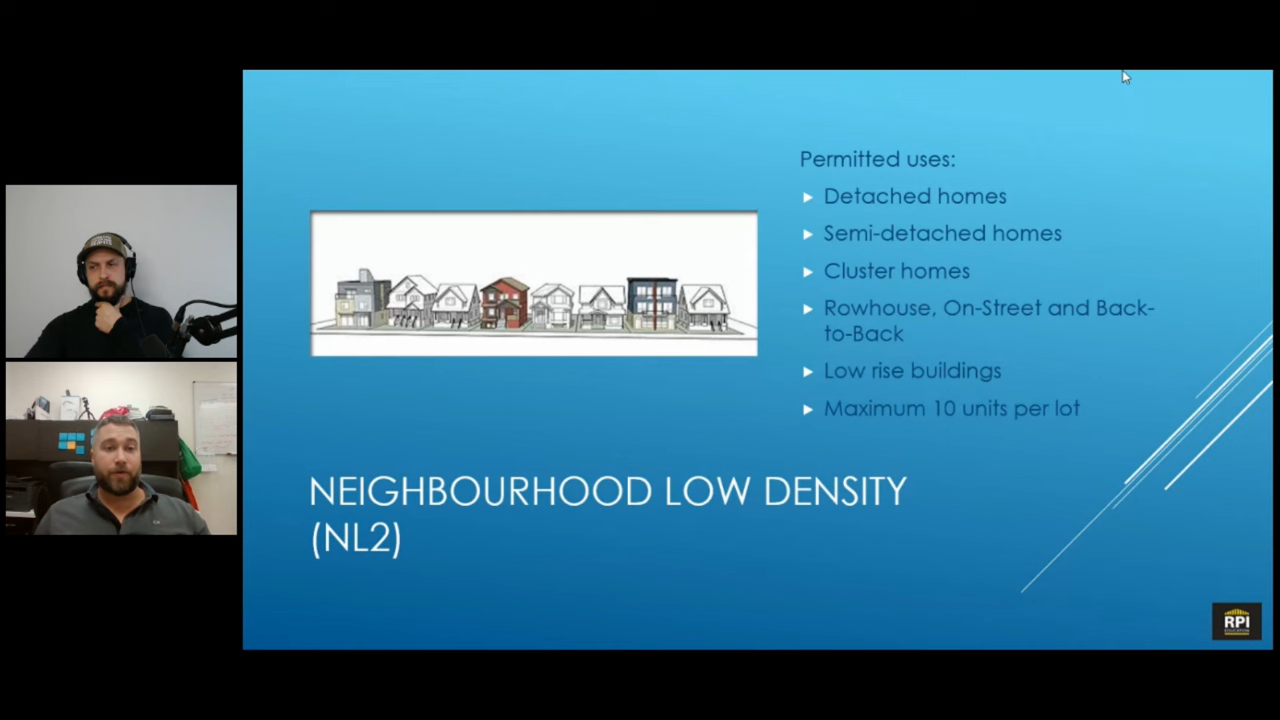 Permitted uses:
Detached homes
Semi-detached homes
Cluster homes
Rowhouse, On-Street and Back-
to-Back
Low rise buildings
Maximum 10 units per lot
NEIGHBOURHOOD LOW DENSITY
(NL2)
RPI